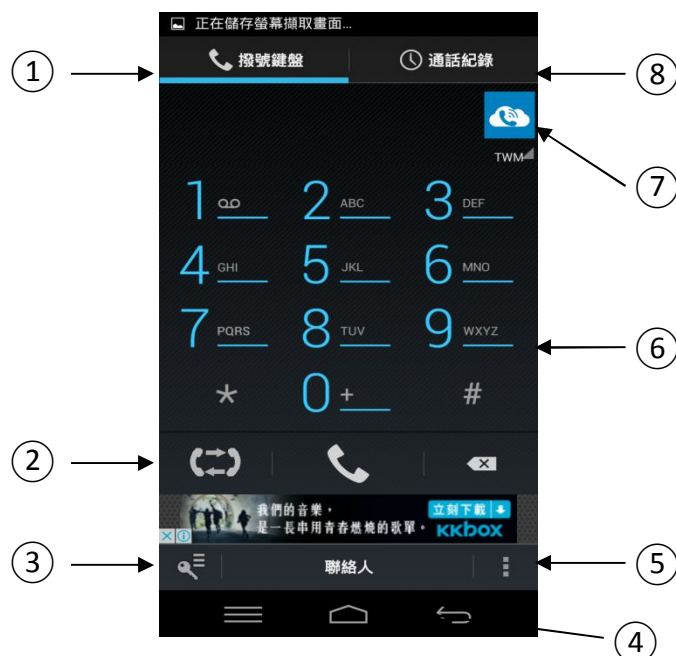 正在儲存螢幕擷取畫面...
撥號鍵盤
通話紀錄
①
⑧
TWM
⑦
1
2 ABC
3 DEF
4 GHI
5 JKL
6 MNO
7 PQRS
8 TUV
9 WXYZ
⑥
*
0 +
#
②
我們的音樂，
是一長串用青春燃燒的歌單。
立刻下載
KKBOX
③
聯絡人
⑤
④